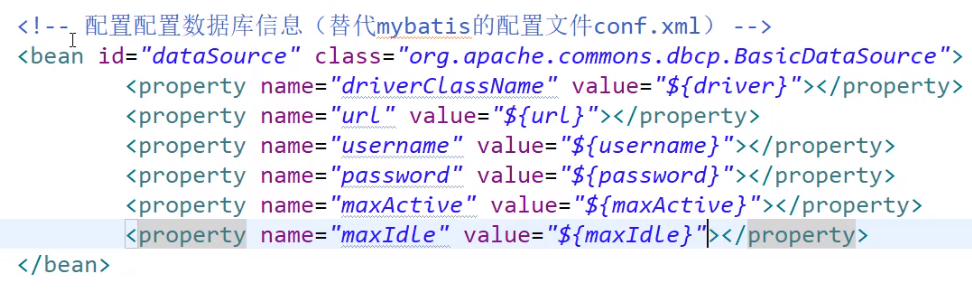 <!-- 配置配置数据库信息（替代mybatis的配置文件conf.xml） -->
<bean id="dataSource" class="org.apache.commons.dbcp.BasicDataSource">
<property name="driverClassName" value="${driver}"></property>
<property name="url" value="${url}"></property>
<property name="username" value="${username}"></property>
<property name="password" value="${password}"></property>
<property name="maxActive" value="${maxActive}"></property>
<property name="maxIdle" value="${maxIdle}"></property>
</bean>